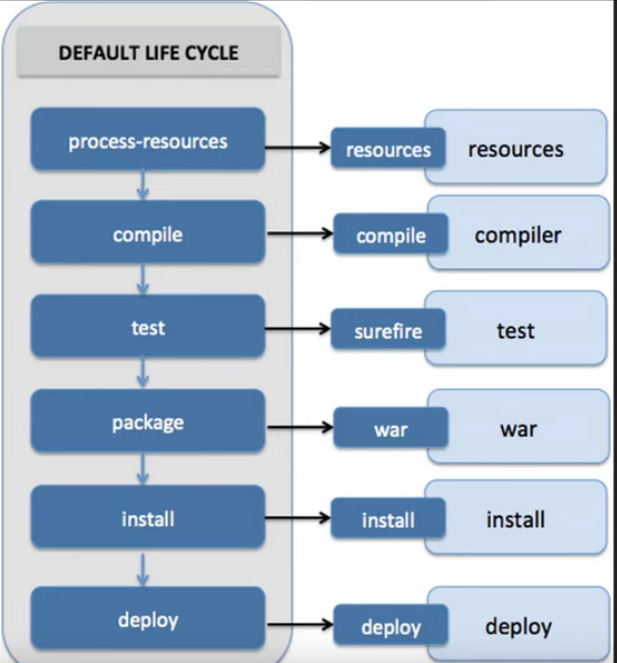 DEFAULT LIFE CYCLE
process-resources
resources
resources
compile
compile
compiler
test
surefire
test
package
war
war
install
install
install
deploy
deploy
deploy